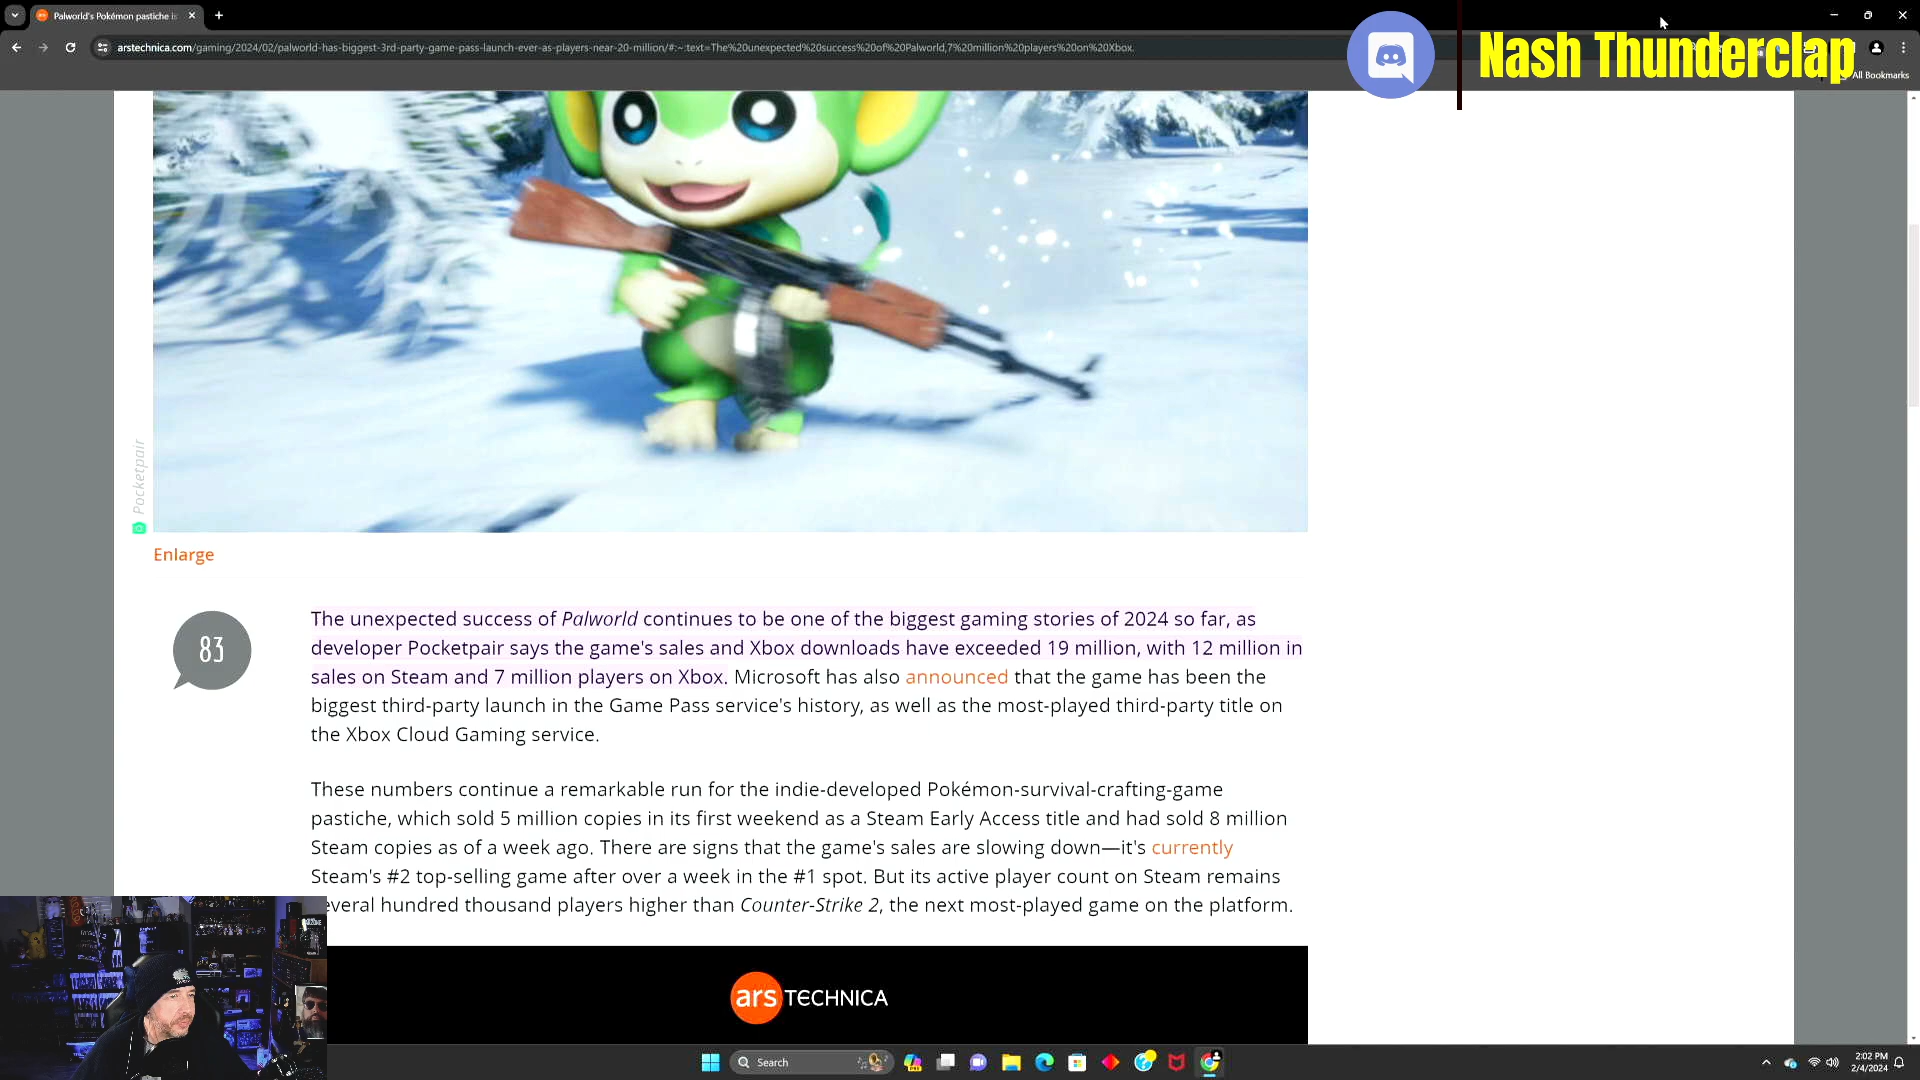 Palworld's Pokémon pastiche is
arstechnica.com/gaming/2024/02/palworld-has-biggest-3rd-party-game-pass-launch-ever-as-players-near-20-million/#:~:text=The%20unexpected%20success%20of%20Palworld,7%20million%20players%20on%20Xbox.
Nash Thunderclap
All Bookmarks
Pocketpair
Enlarge
83
The unexpected success of Palworld continues to be one of the biggest gaming stories of 2024 so far, as
developer Pocketpair says the game's sales and Xbox downloads have exceeded 19 million, with 12 million in
sales on Steam and 7 million players on Xbox. Microsoft has also announced that the game has been the
biggest third-party launch in the Game Pass service's history, as well as the most-played third-party title on
the Xbox Cloud Gaming service.
These numbers continue a remarkable run for the indie-developed Pokémon-survival-crafting-game
pastiche, which sold 5 million copies in its first weekend as a Steam Early Access title and had sold 8 million
Steam copies as of a week ago. There are signs that the game's sales are slowing down—it's currently
Steam's #2 top-selling game after over a week in the #1 spot. But its active player count on Steam remains
everal hundred thousand players higher than Counter-Strike 2, the next most-played game on the platform.
ars TECHNICA
Search
2:02 PM
2/4/2024